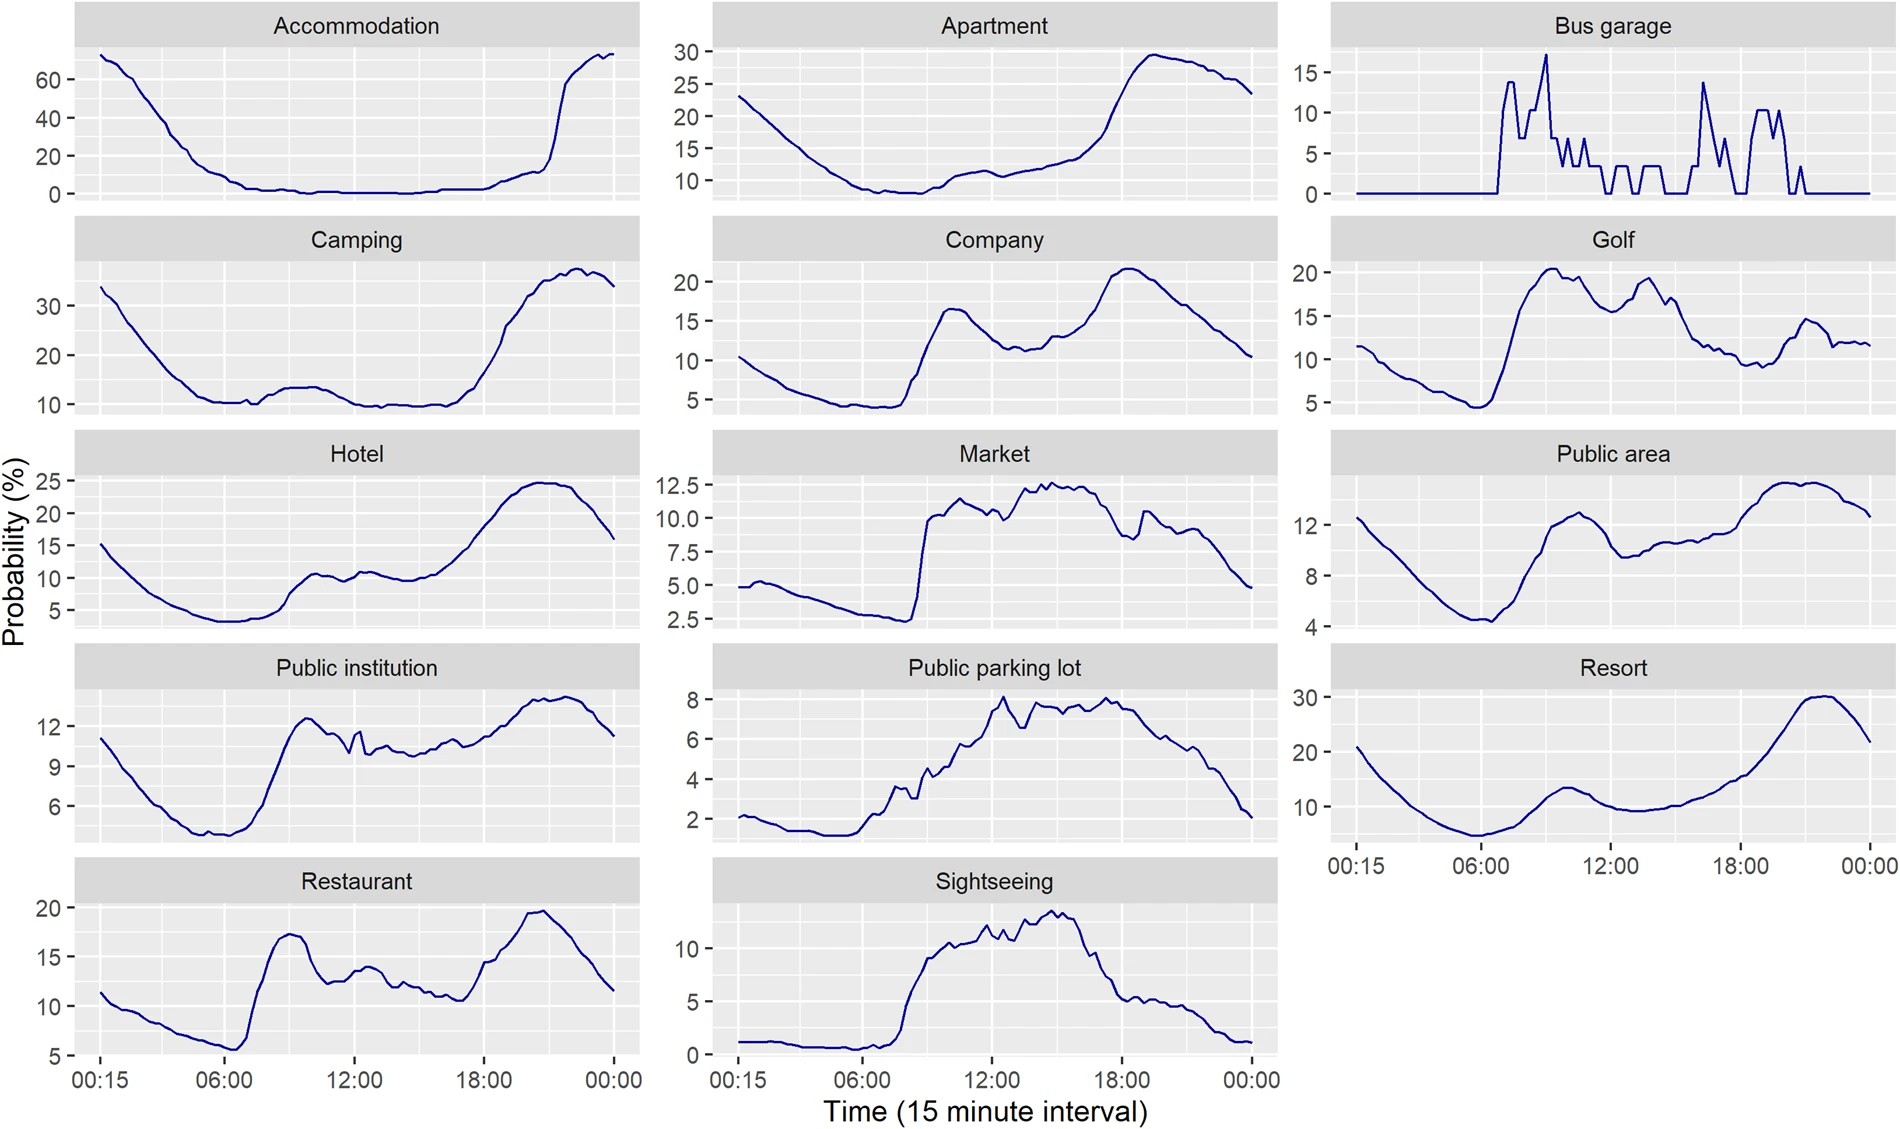 Accommodation
Apartment
Bus garage
60
40
20
0
30
25
20
15
10
15
10
5
0
Camping
Company
Golf
30
20
10
20
15
10
5
20
15
10
5
Hotel
Market
Public area
25
20
15
10
5
12.5
10.0
7.5
5.0
2.5
12
8
4
Public institution
Public parking lot
Resort
12
9
6
8
6
4
2
30
20
10
00:15 06:00 12:00 18:00 00:00
Restaurant
Sightseeing
20
15
10
5
10
5
0
00:15 06:00 12:00 18:00 00:00
00:15 06:00 12:00 18:00 00:00
Probability (%)
Time (15 minute interval)